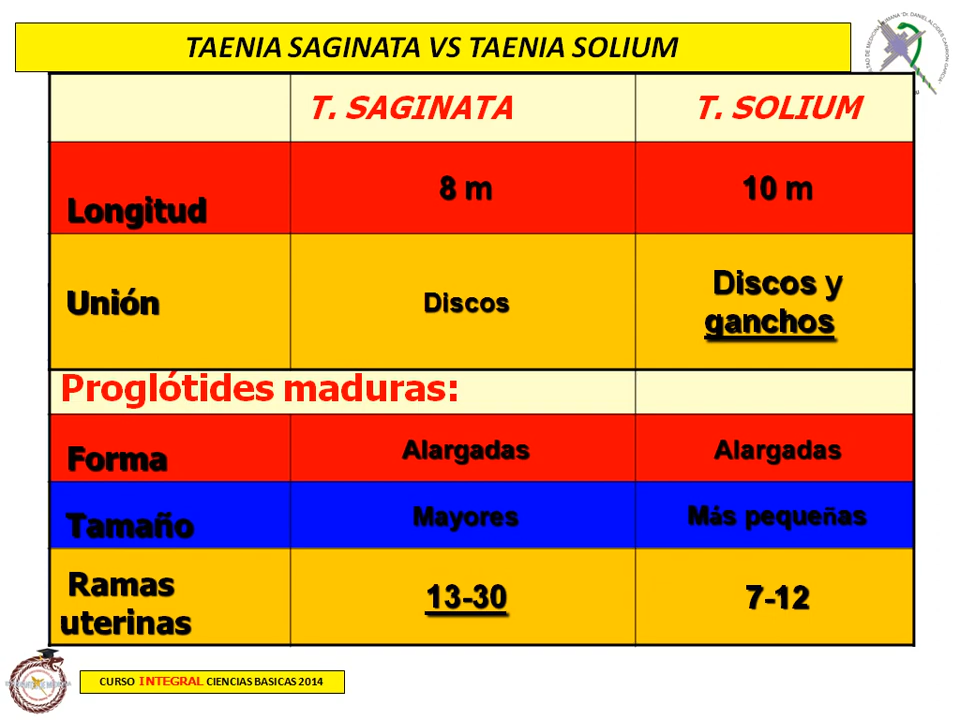 TAENIA SAGINATA VS TAENIA SOLIUM
T. SAGINATA T. SOLIUM
Longitud 8 m 10 m
Unión Discos Discos y
ganchos
Proglótides maduras:
Forma Alargadas Alargadas
Tamaño Mayores Más pequeñas
Ramas
uterinas 13-30 7-12
CURSO INTEGRAL CIENCIAS BASICAS 2014